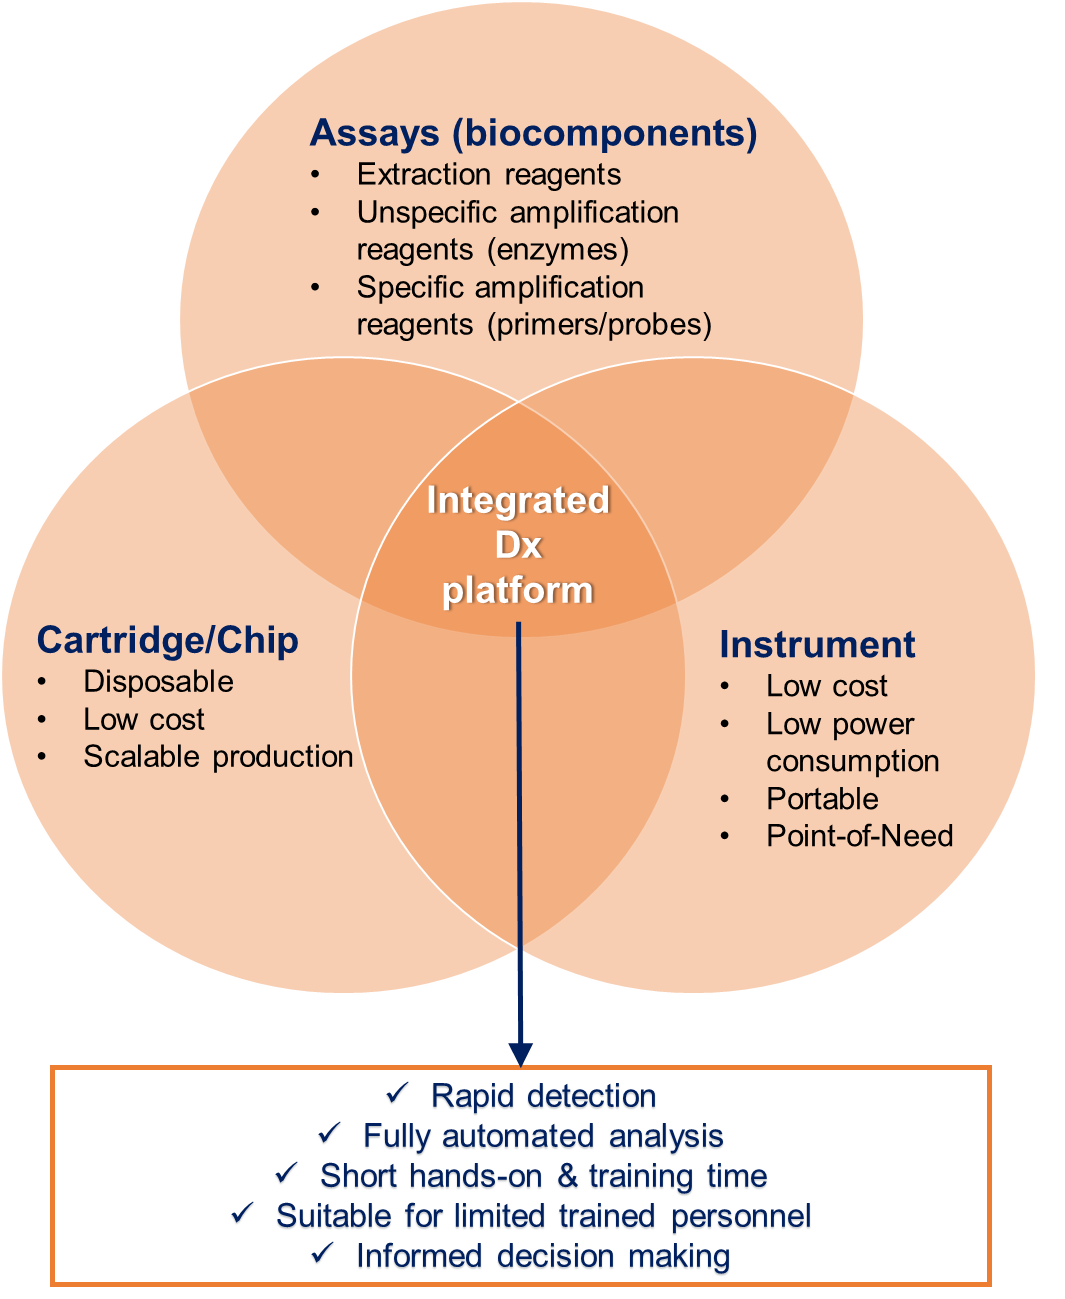 Assays (biocomponents)
• Extraction reagents
• Unspecific amplification
reagents (enzymes)
• Specific amplification
reagents (primers/probes)
Integrated
Dx
platform
Cartridge/Chip
• Disposable
• Low cost
• Scalable production
Instrument
• Low cost
• Low power
consumption
• Portable
• Point-of-Need
✓ Rapid detection
✓ Fully automated analysis
✓ Short hands-on & training time
✓ Suitable for limited trained personnel
✓ Informed decision making